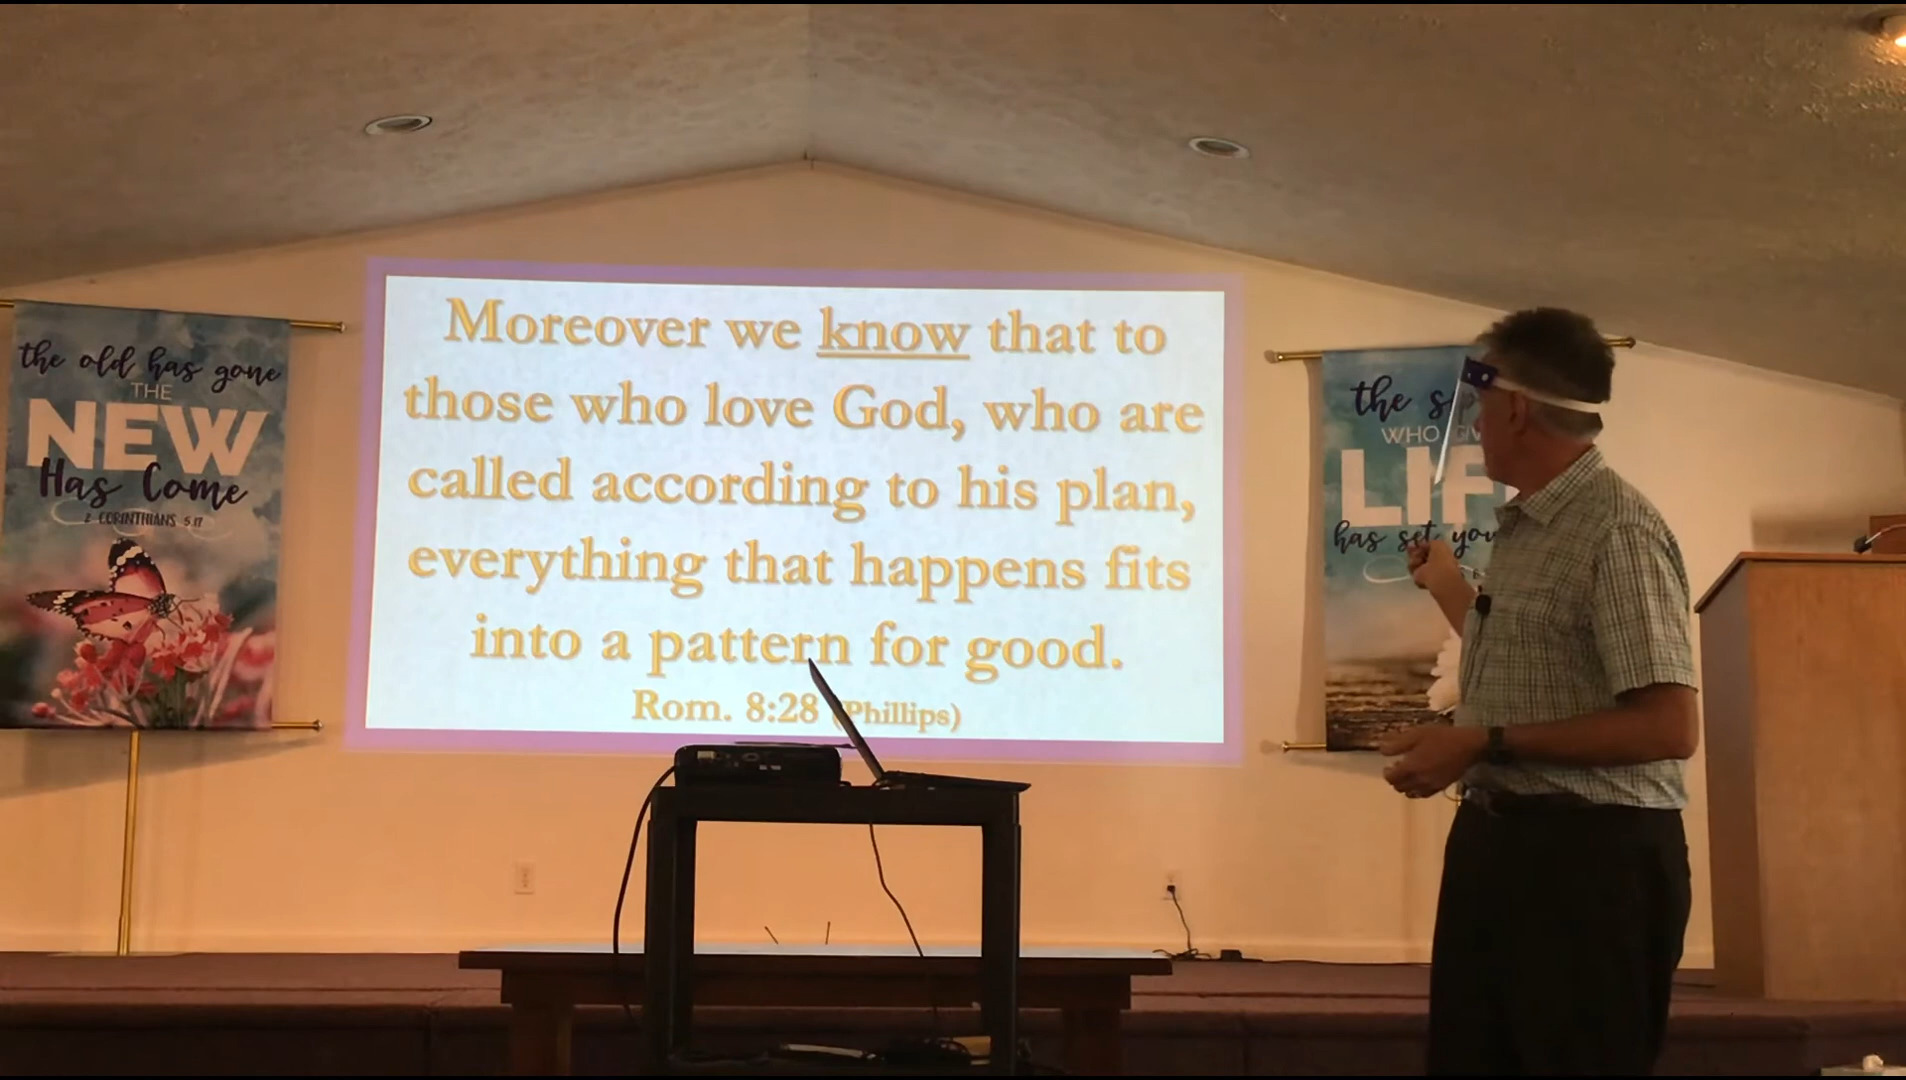 the old has gone
THE
NEW
Has Come
2 CORINTHIANS 5:17
Moreover we know that to
those who love God, who are
called according to his plan,
everything that happens fits
into a pattern for good.
Rom. 8:28 (Phillips)
the
WHO
LIF
has set you